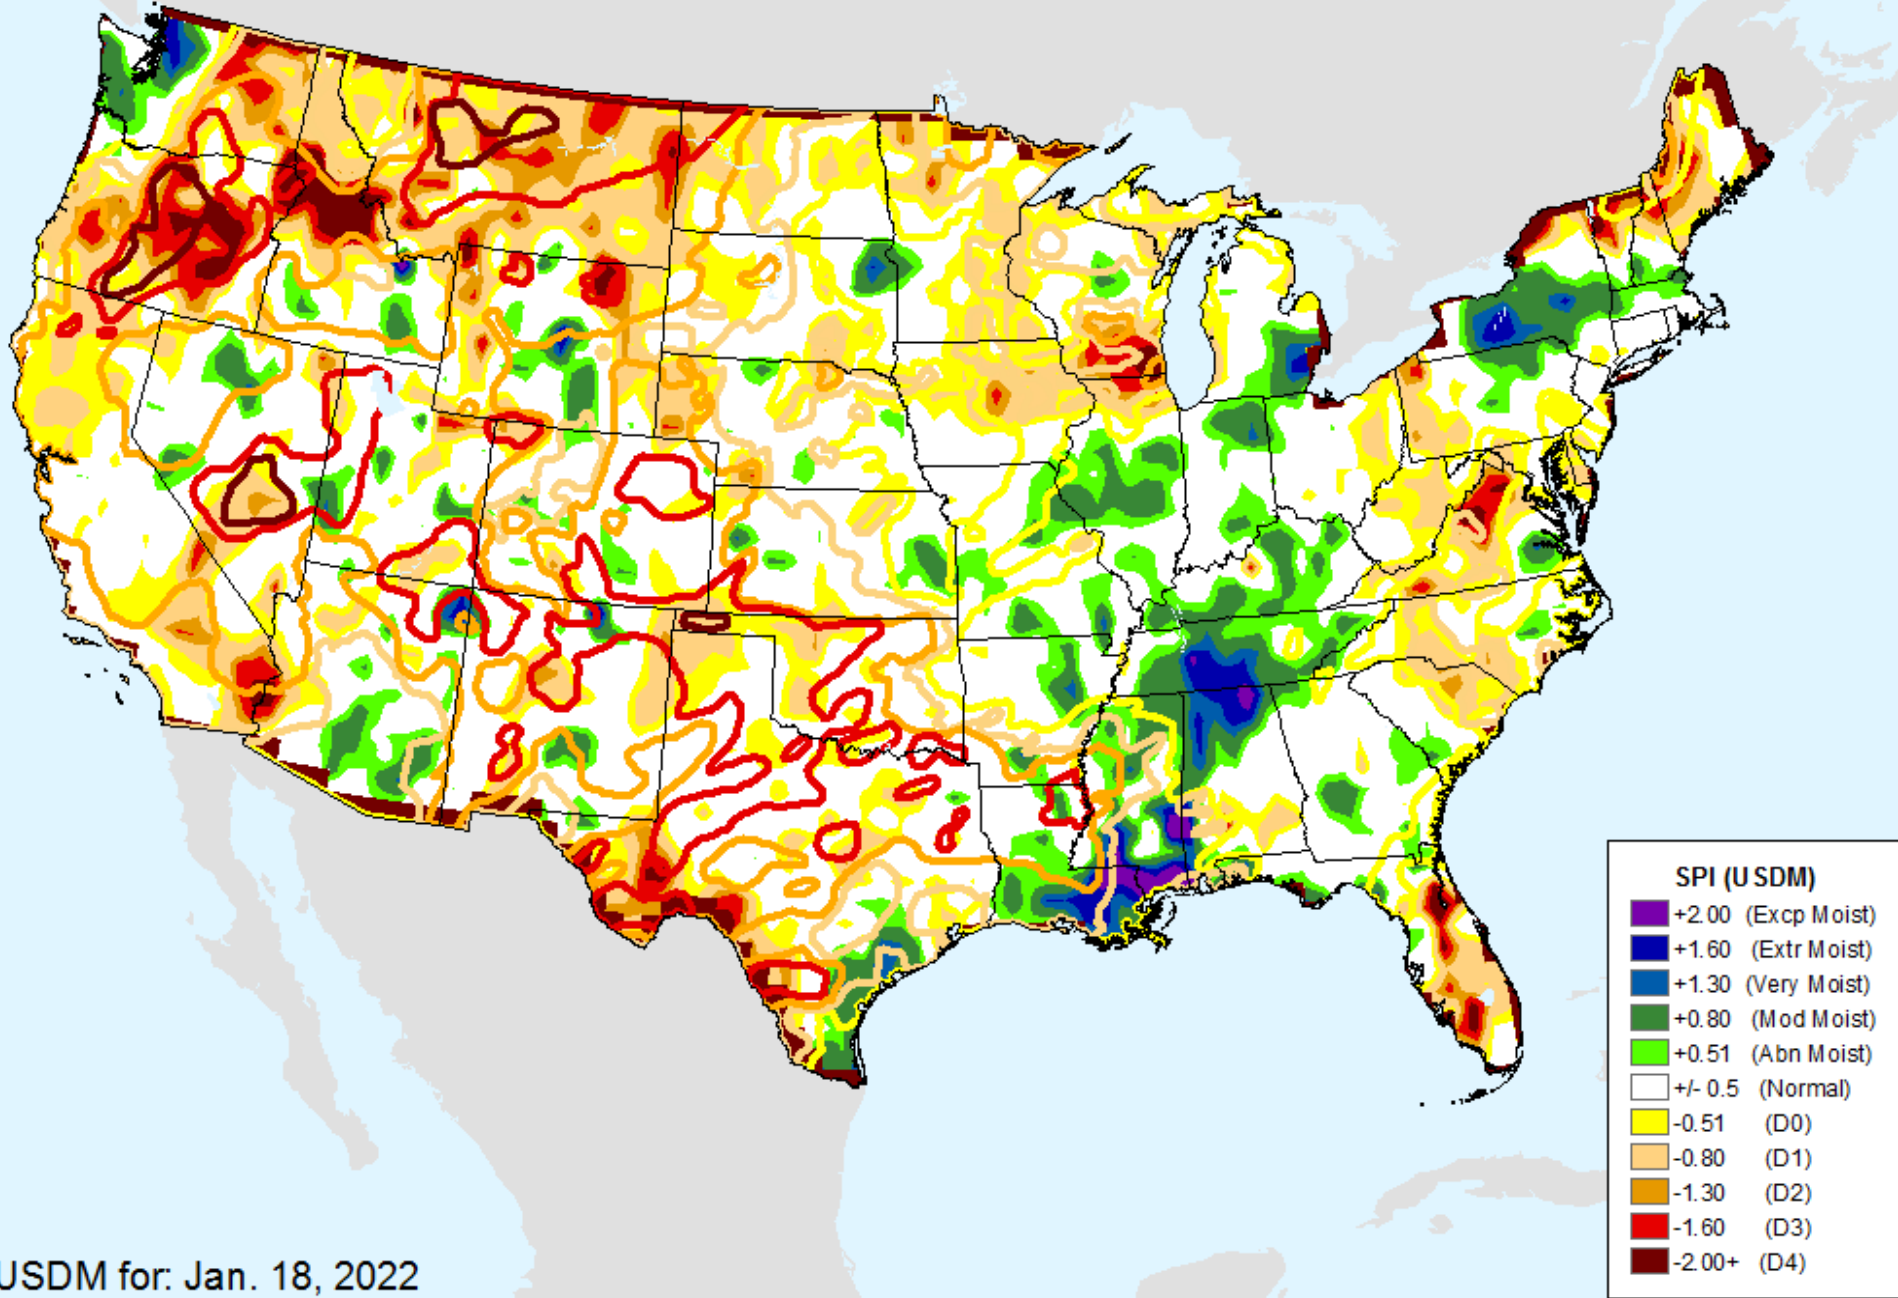 SPI (USDM)
+2.00 (Excp Moist)
+1.60 (Extr Moist)
+1.30 (Very Moist)
+0.80 (Mod Moist)
+0.51 (Abn Moist)
+/- 0.5 (Normal)
-0.51 (D0)
-0.80 (D1)
-1.30 (D2)
-1.60 (D3)
-2.00+ (D4)
USDM for: Jan. 18, 2022